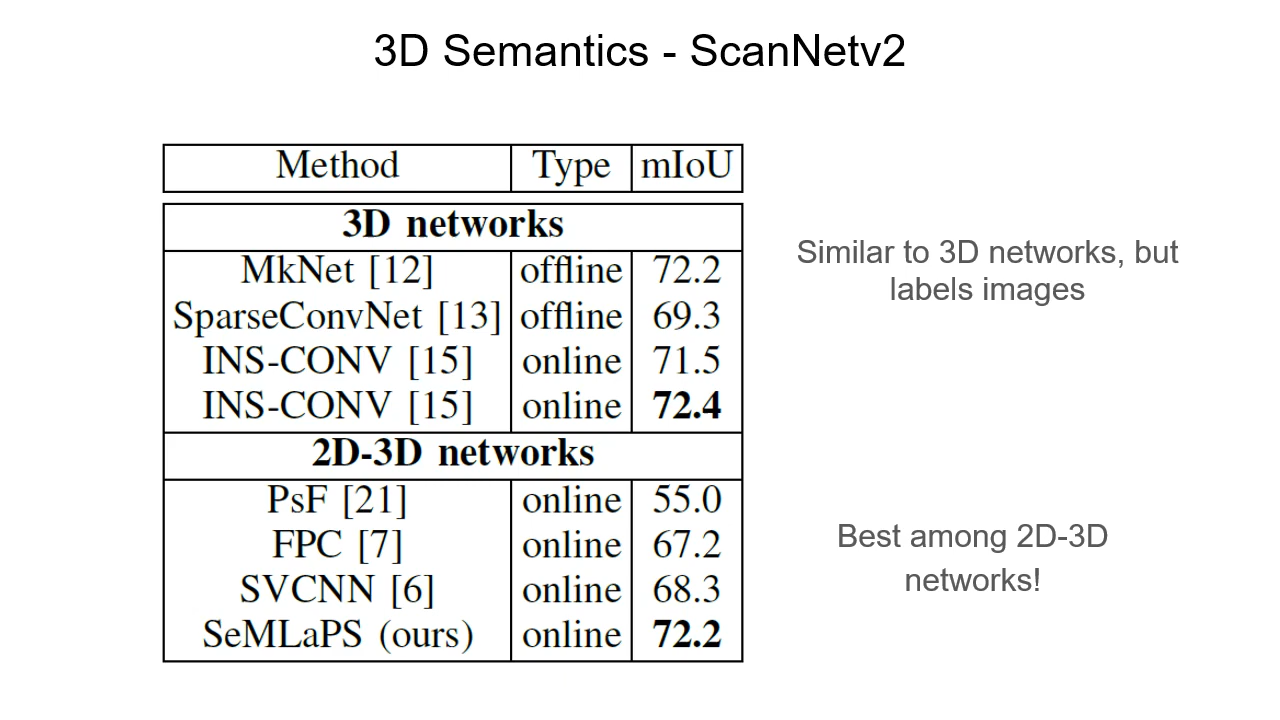 3D Semantics - ScanNetv2
Method Type mIoU
3D networks
MkNet [12] offline 72.2
SparseConvNet [13] offline 69.3
INS-CONV [15] online 71.5
INS-CONV [15] online 72.4
2D-3D networks
PsF [21] online 55.0
FPC [7] online 67.2
SVCNN [6] online 68.3
SeMLaPS (ours) online 72.2
Similar to 3D networks, but
labels images
Best among 2D-3D
networks!